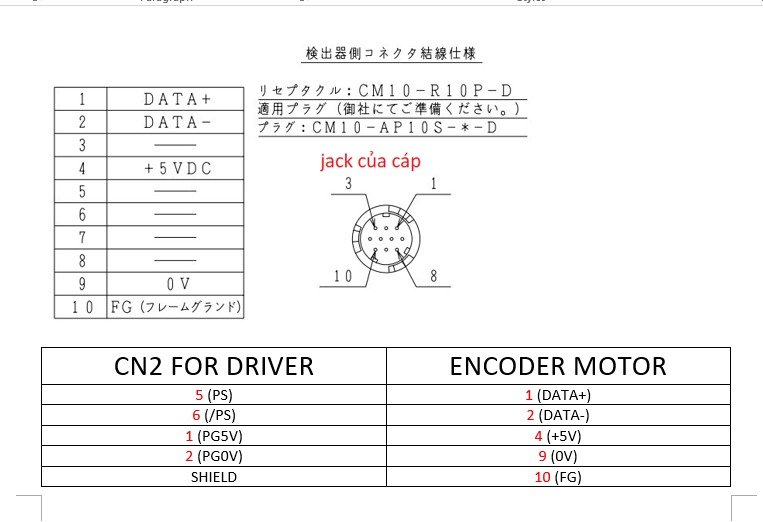 検出器側コネクタ結線仕様
1 DATA+
2 DATA-
3
4 +5VDC
5
6
7
8
9 0V
10 FG (フレームグランド)
リセプタクル：CM10-R10P-D
適用プラグ（御社にてご準備ください。）
プラグ：CM10-AP10S-*-D
jack của cáp
3 1
10 8
CN2 FOR DRIVER ENCODER MOTOR
5 (PS) 1 (DATA+)
6 (/PS) 2 (DATA-)
1 (PG5V) 4 (+5V)
2 (PG0V) 9 (0V)
SHIELD 10 (FG)